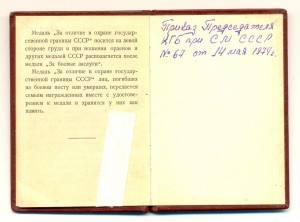 Медаль „За отличие в охране государ-
ственной границы СССР“ носится на левой
стороне груди и при ношении орденов и
других медалей СССР располагается после
медали „За боевые заслуги“.
Медаль „За отличие в охране государ-
ственной границы СССР“ лиц, погибших
на боевом посту или умерших, передается
семьям награжденных вместе с удостове-
рением к медали и хранится у них как
память.
Приказ Председателя
КГБ при СМ СССР
№ 67 от 14 мая 1974 г.